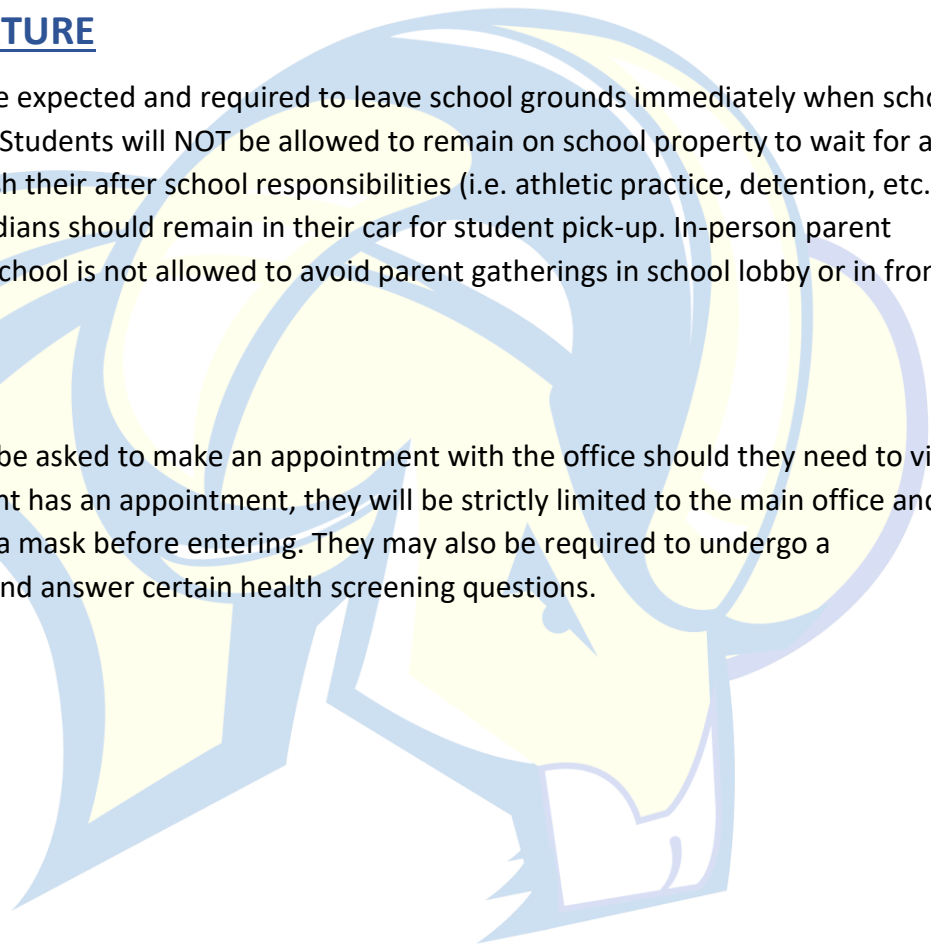 TURE
e expected and required to leave school grounds immediately when scho
Students will NOT be allowed to remain on school property to wait for a
h their after school responsibilities (i.e. athletic practice, detention, etc.
dians should remain in their car for student pick-up. In-person parent
chool is not allowed to avoid parent gatherings in school lobby or in fron
be asked to make an appointment with the office should they need to vi
nt has an appointment, they will be strictly limited to the main office and
a mask before entering. They may also be required to undergo a
nd answer certain health screening questions.